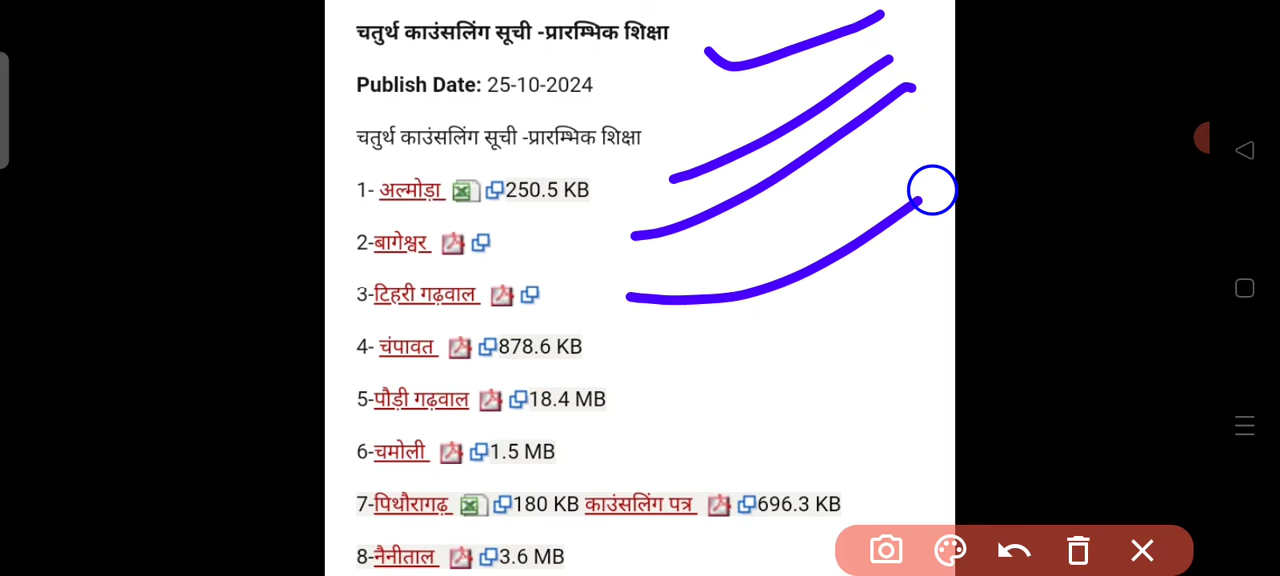 चतुर्थ काउंसलिंग सूची -प्रारम्भिक शिक्षा
Publish Date: 25-10-2024
चतुर्थ काउंसलिंग सूची -प्रारम्भिक शिक्षा
1- अल्मोड़ा 250.5 KB
2-बागेश्वर
3-टिहरी गढ़वाल
4- चंपावत 878.6 KB
5-पौड़ी गढ़वाल 18.4 MB
6-चमोली 1.5 MB
7-पिथौरागढ़ 180 KB काउंसलिंग पत्र 696.3 KB
8-नैनीताल 3.6 MB